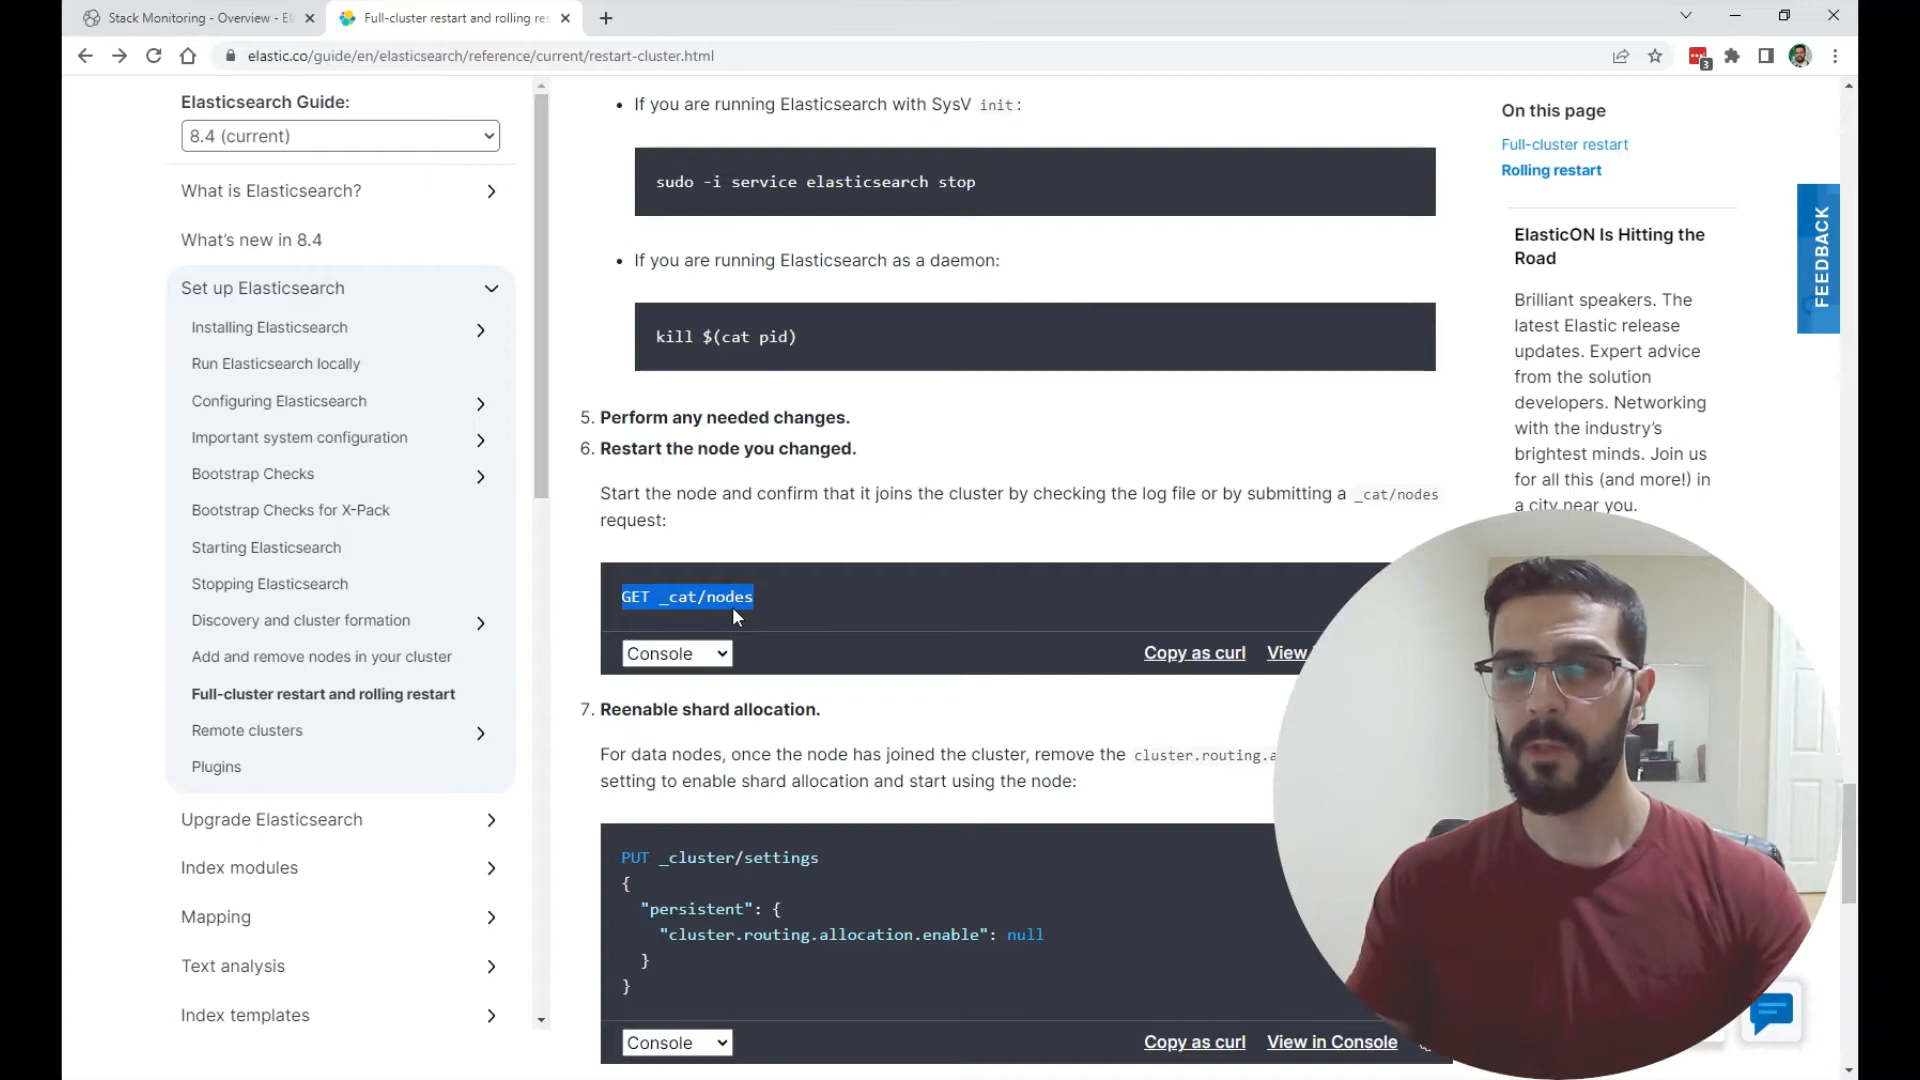 Stack Monitoring - Overview - El
Full-cluster restart and rolling res
elastic.co/guide/en/elasticsearch/reference/current/restart-cluster.html
3
Elasticsearch Guide:
8.4 (current)
What is Elasticsearch?
What's new in 8.4
Set up Elasticsearch
Installing Elasticsearch
Run Elasticsearch locally
Configuring Elasticsearch
Important system configuration
Bootstrap Checks
Bootstrap Checks for X-Pack
Starting Elasticsearch
Stopping Elasticsearch
Discovery and cluster formation
Add and remove nodes in your cluster
Full-cluster restart and rolling restart
Remote clusters
Plugins
Upgrade Elasticsearch
Index modules
Mapping
Text analysis
Index templates
• If you are running Elasticsearch with SysV init:
sudo -i service elasticsearch stop
• If you are running Elasticsearch as a daemon:
kill $(cat pid)
5. Perform any needed changes.
6. Restart the node you changed.
Start the node and confirm that it joins the cluster by checking the log file or by submitting a _cat/nodes
request:
GET _cat/nodes
Console
Copy as curl
View
7. Reenable shard allocation.
For data nodes, once the node has joined the cluster, remove the cluster.routing.a
setting to enable shard allocation and start using the node:
PUT _cluster/settings
{
"persistent": {
"cluster.routing.allocation.enable": null
}
}
Console
Copy as curl
View in Console
On this page
Full-cluster restart
Rolling restart
ElasticON Is Hitting the
Road
Brilliant speakers. The
latest Elastic release
updates. Expert advice
from the solution
developers. Networking
with the industry's
brightest minds. Join us
for all this (and more!) in
a city near you.
FEEDBACK